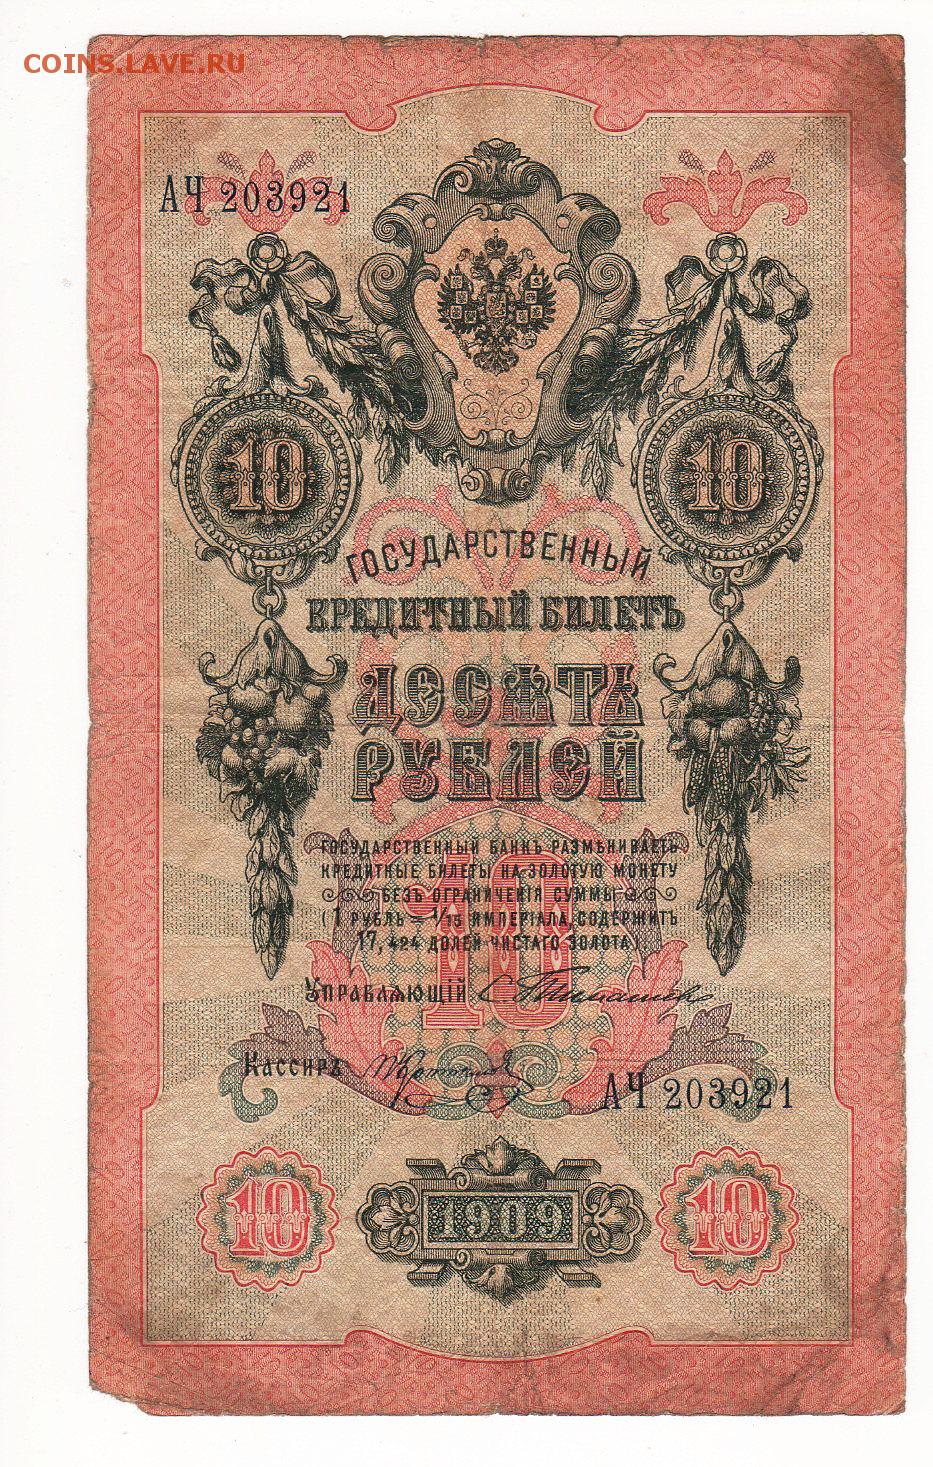 COINS.LAVE.RU
АЧ 203921
10 10
ГОСУДАРСТВЕННЫЙ
КРЕДИТНЫЙ БИЛЕТЪ
ДЕСЯТЬ
РУБЛЕЙ
10
ГОСУДАРСТВЕННЫЙ БАНКЪ РАЗМѢНИВАЕТЪ
КРЕДИТНЫЕ БИЛЕТЫ НА ЗОЛОТУЮ МОНЕТУ
БЕЗЪ ОГРАНИЧЕНІЯ СУММЫ
(1 РУБЛЬ = 1/15 ИМПЕРІАЛА, СОДЕРЖИТЪ
17,424 ДОЛЕЙ ЧИСТАГО ЗОЛОТА).
УПРАВЛЯЮЩІЙ С Тимашевъ
КАССИРЪ
АЧ 203921
10 1909 10